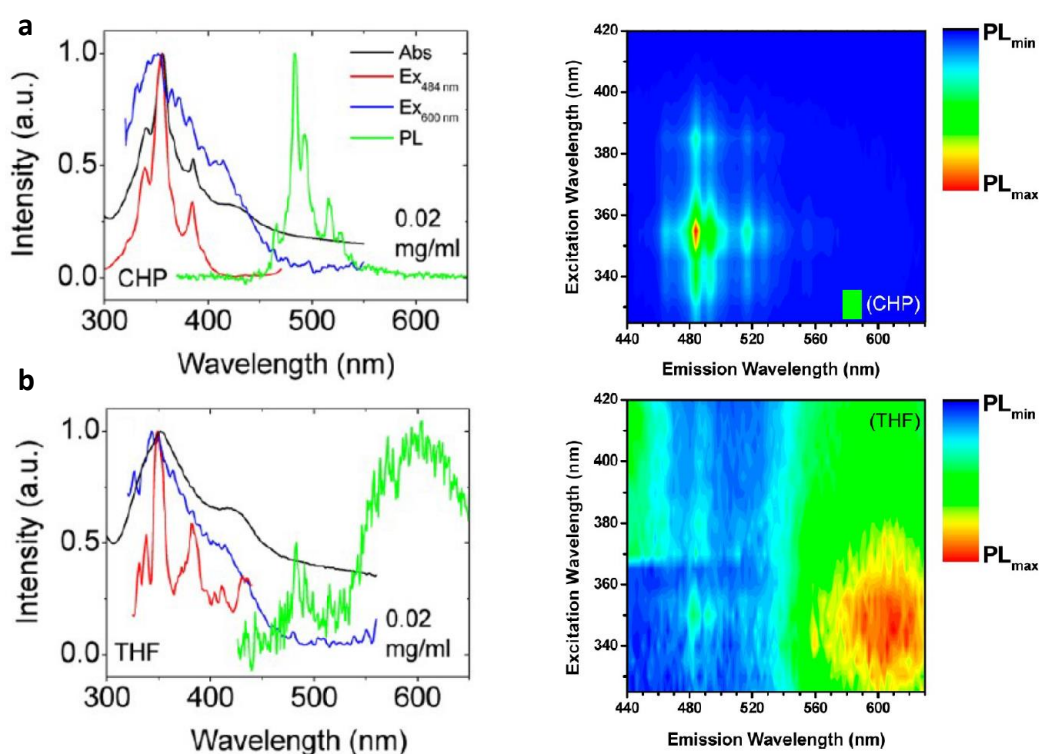 a
Intensity (a.u.)
1.0
0.5
0.0
Abs
Ex484 nm
Ex600 nm
PL
0.02
mg/ml
CHP
300 400 500 600
Wavelength (nm)
Excitation Wavelength (nm)
420
400
380
360
340
(CHP)
440 480 520 560 600
Emission Wavelength (nm)
PLmin
PLmax
b
Intensity (a.u.)
1.0
0.5
0.0
0.02
mg/ml
THF
300 400 500 600
Wavelength (nm)
Excitation Wavelength (nm)
420
400
380
360
340
(THF)
440 480 520 560 600
Emission Wavelength (nm)
PLmin
PLmax